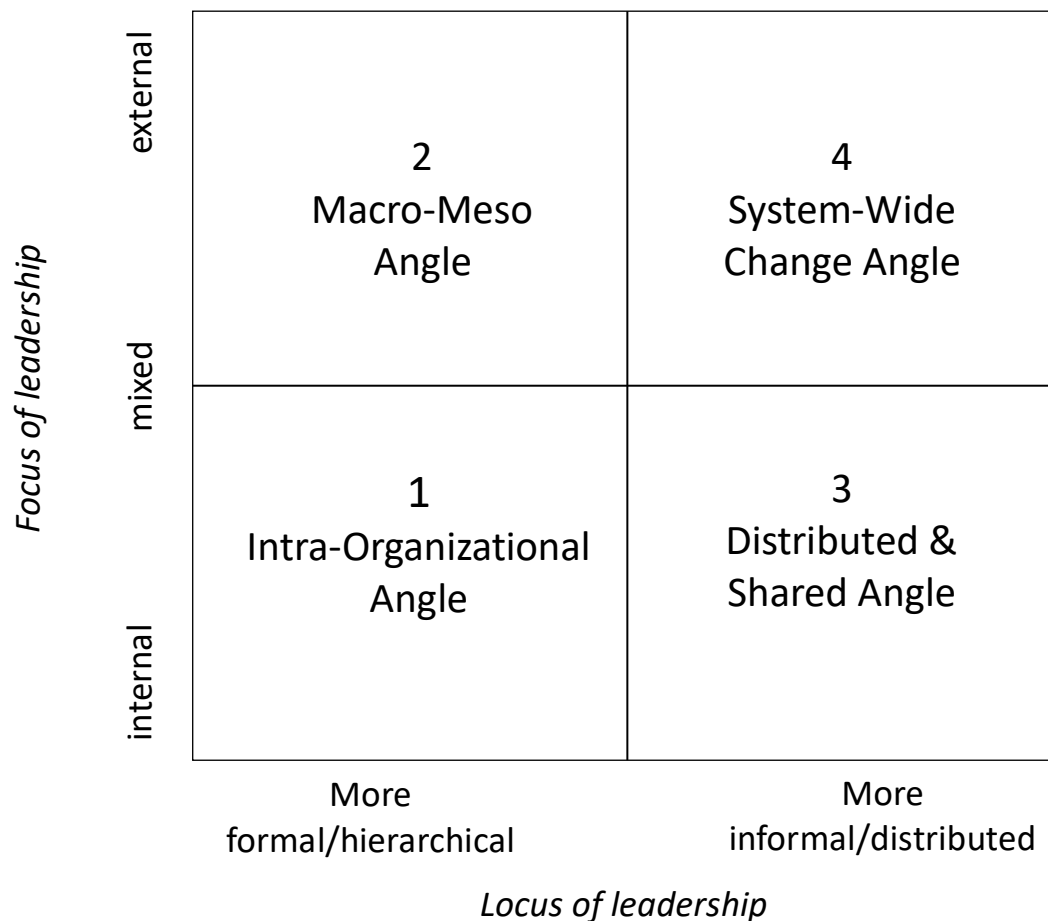 external
mixed
internal
Focus of leadership
2
Macro-Meso
Angle
4
System-Wide
Change Angle
1
Intra-Organizational
Angle
3
Distributed &
Shared Angle
More
formal/hierarchical
More
informal/distributed
Locus of leadership